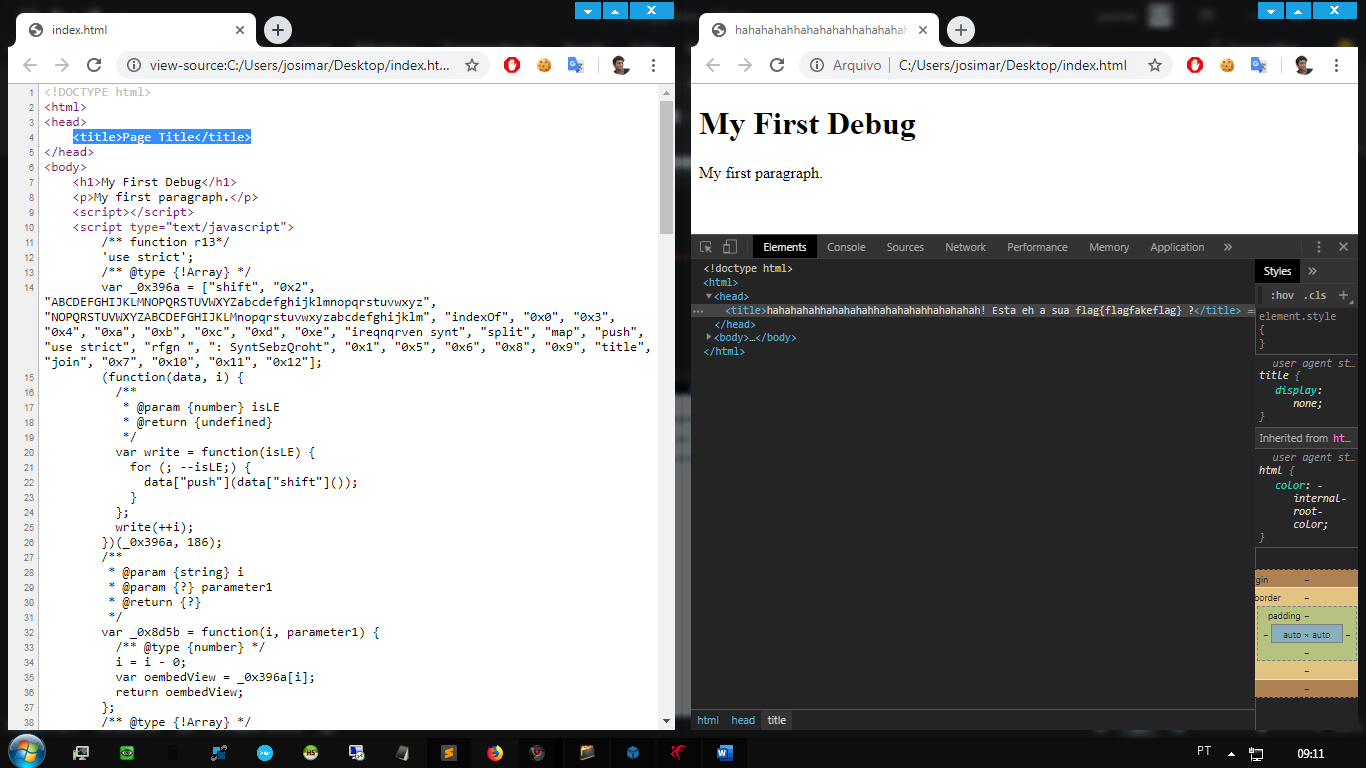 index.html
view-source:C:/Users/josimar/Desktop/index.ht...
1 <!DOCTYPE html>
2 <html>
3 <head>
4 <title>Page Title</title>
5 </head>
6 <body>
7 <h1>My First Debug</h1>
8 <p>My first paragraph.</p>
9 <script></script>
10 <script type="text/javascript">
11 /** function r13*/
12 'use strict';
13 /** @type {!Array} */
14 var _0x396a = ["shift", "0x2",
"ABCDEFGHIJKLMNOPQRSTUVWXYZabcdefghijklmnopqrstuvwxyz",
"NOPQRSTUVWXYZABCDEFGHIJKLMnopqrstuvwxyzabcdefghijklm", "indexOf", "0x0", "0x3",
"0x4", "0xa", "0xb", "0xc", "0xd", "0xe", "ireqnqrven synt", "split", "map", "push",
"use strict", "rfgn ", ": SyntSebzQroht", "0x1", "0x5", "0x6", "0x8", "0x9", "title",
"join", "0x7", "0x10", "0x11", "0x12"];
15 (function(data, i) {
16 /**
17 * @param {number} isLE
18 * @return {undefined}
19 */
20 var write = function(isLE) {
21 for (; --isLE;) {
22 data["push"](data["shift"]());
23 }
24 };
25 write(++i);
26 })(_0x396a, 186);
27 /**
28 * @param {string} i
29 * @param {?} parameter1
30 * @return {?}
31 */
32 var _0x8d5b = function(i, parameter1) {
33 /** @type {number} */
34 i = i - 0;
35 var oembedView = _0x396a[i];
36 return oembedView;
37 };
38 /** @type {!Array} */
Arquivo C:/Users/josimar/Desktop/index.html
My First Debug
My first paragraph.
Elements Console Sources Network Performance Memory Application »
<!doctype html>
<html>
<head>
<title>hahahahahhahahahahhahahahahhahahahah! Esta eh a sua flag{flagfakeflag} ?</title> ==
</head>
<body>…</body>
</html>
Styles »
:hov .cls +
element.style
{
}
user agent st…
title {
display:
none;
}
Inherited from ht…
user agent st…
html {
color: -
internal-
root-
color;
}
gin –
border –
padding –
– auto × auto –
–
–
–
html head title
PT 09:11